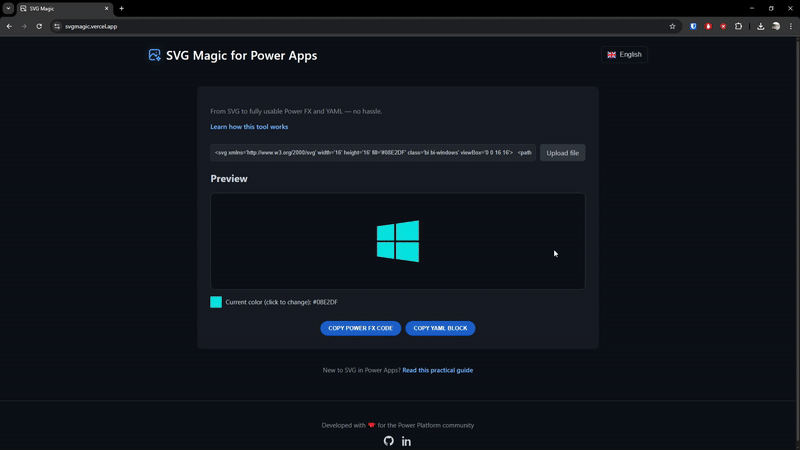 SVG Magic
svgmagic.vercel.app
SVG Magic for Power Apps
English
From SVG to fully usable Power FX and YAML — no hassle.
Learn how this tool works
<svg xmlns='http://www.w3.org/2000/svg' width='16' height='16' fill='#08E2DF' class='bi bi-windows' viewBox='0 0 16 16'> <path
Upload file
Preview
Current color (click to change): #08E2DF
COPY POWER FX CODE
COPY YAML BLOCK
New to SVG in Power Apps? Read this practical guide
Developed with ❤ for the Power Platform community
in